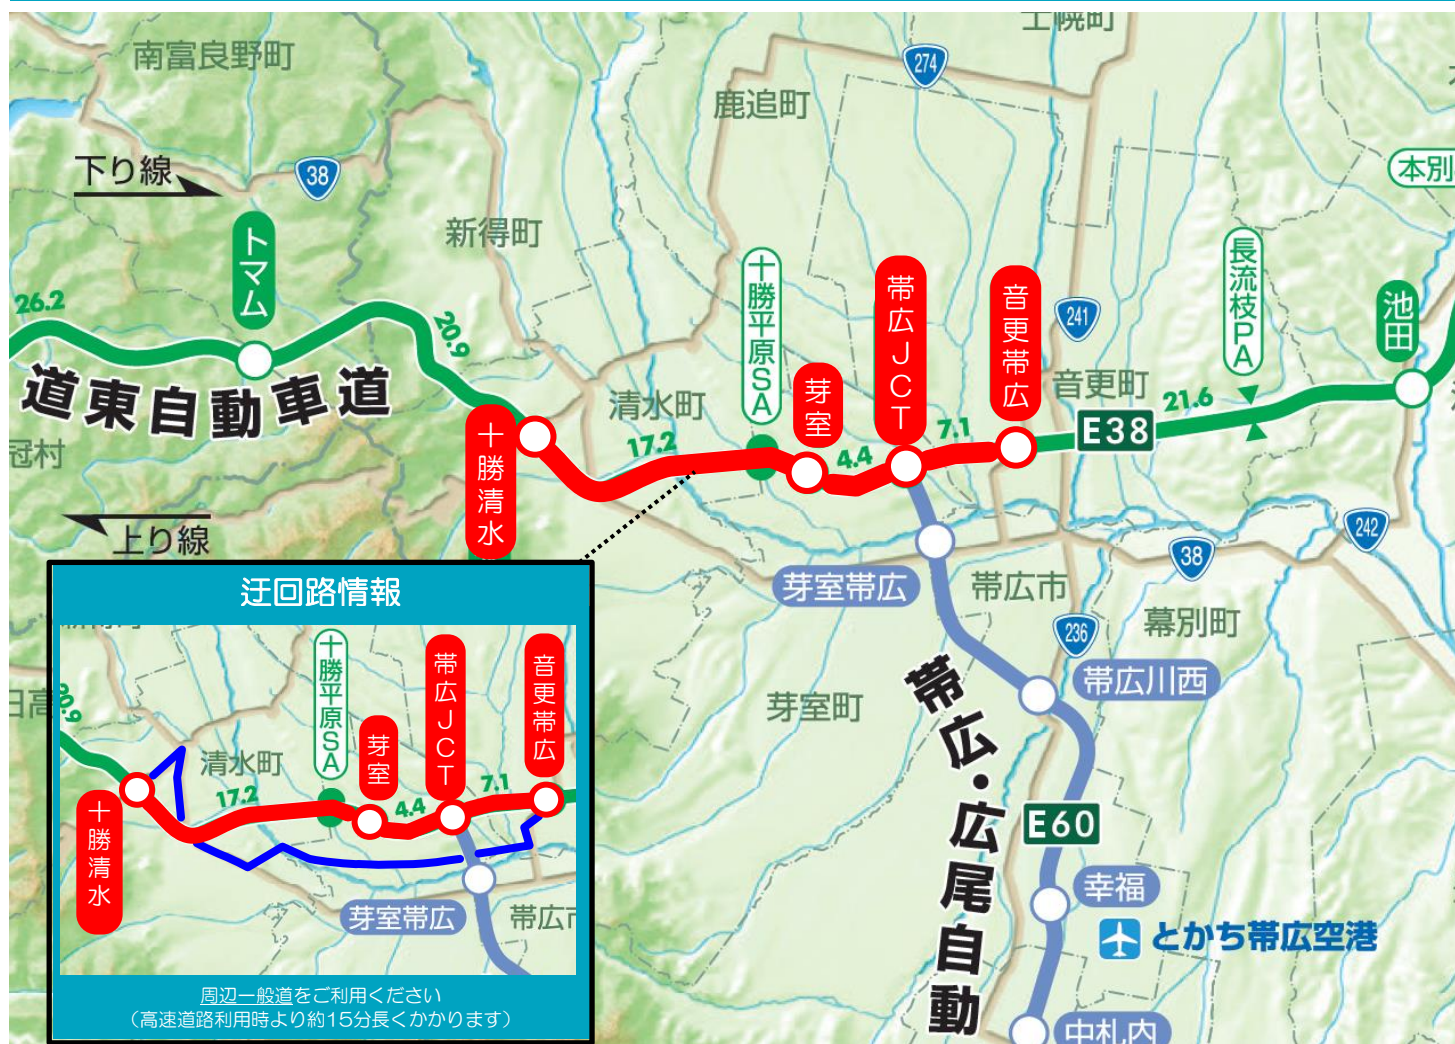 士幌町
南富良野町
274
鹿追町
下り線
38
本別
新得町
トマム
十勝平原SA
帯広JCT
音更帯広
長流枝PA
池田
26.2
20.9
241
道東自動車道
清水町
芽室
音更町
21.6
十勝清水
17.2
4.4
7.1
E38
冠村
上り線
242
38
芽室帯広
帯広市
236
幕別町
帯広川西
芽室町
帯広・広尾自動
E60
幸福
とかち帯広空港
中札内
迂回路情報
日高
20.9
清水町
十勝平原SA
芽室
帯広JCT
音更帯広
17.2
4.4
7.1
十勝清水
芽室帯広
帯広市
周辺一般道をご利用ください
（高速道路利用時より約15分長くかかります）